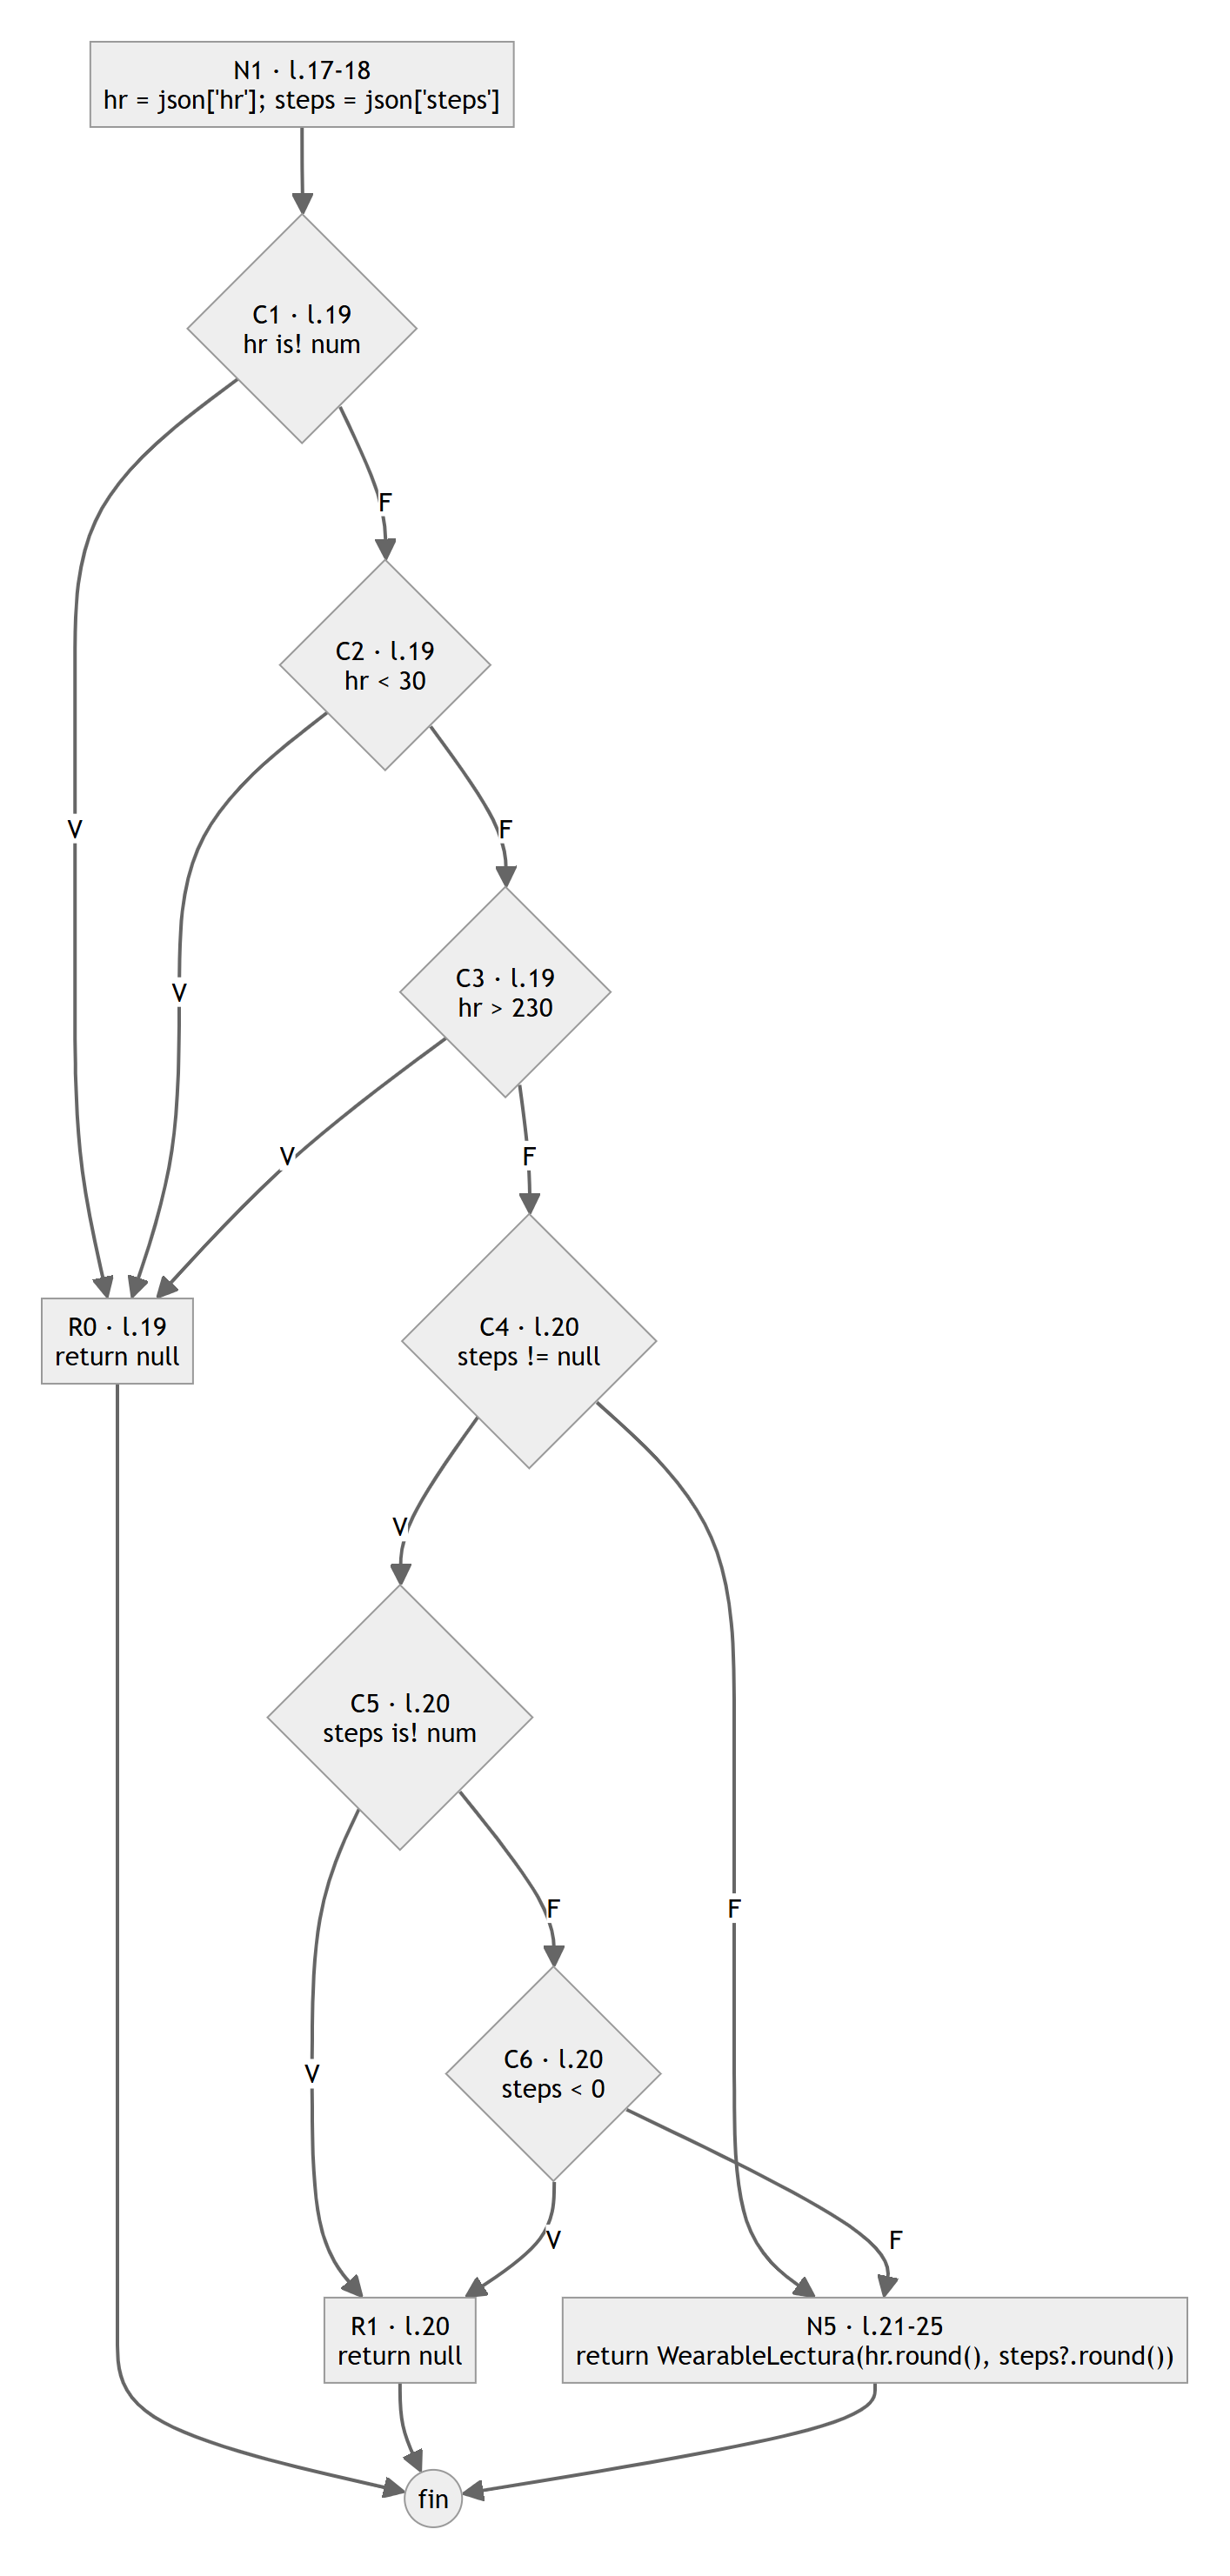 N1 · l.17-18
hr = json['hr']; steps = json['steps']
C1 · l.19
hr is! num
F
C2 · l.19
hr < 30
V
F
V
C3 · l.19
hr > 230
V
F
R0 · l.19
return null
C4 · l.20
steps != null
V
C5 · l.20
steps is! num
F
F
V
C6 · l.20
steps < 0
V
F
R1 · l.20
return null
N5 · l.21-25
return WearableLectura(hr.round(), steps?.round())
fin